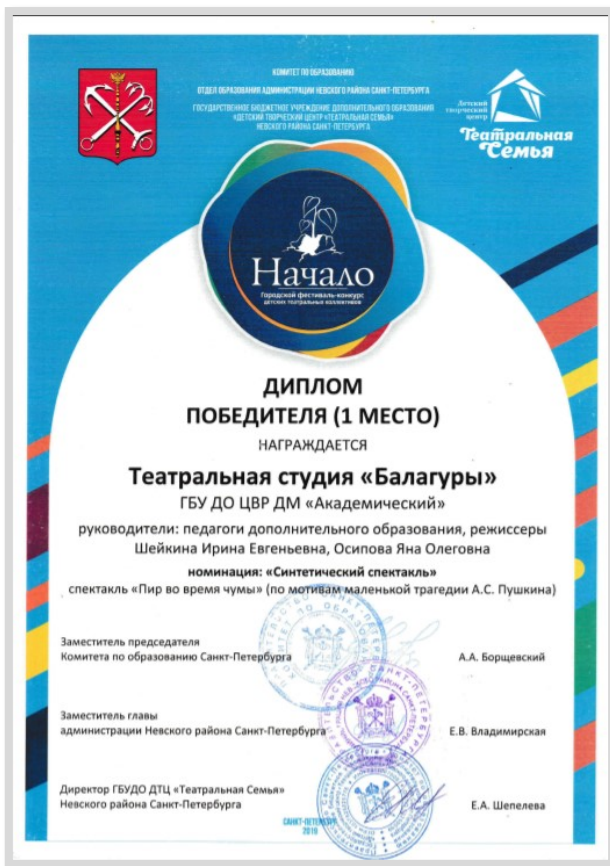 КОМИТЕТ ПО ОБРАЗОВАНИЮ
ОТДЕЛ ОБРАЗОВАНИЯ АДМИНИСТРАЦИИ НЕВСКОГО РАЙОНА САНКТ-ПЕТЕРБУРГА
ГОСУДАРСТВЕННОЕ БЮДЖЕТНОЕ УЧРЕЖДЕНИЕ ДОПОЛНИТЕЛЬНОГО ОБРАЗОВАНИЯ
«ДЕТСКИЙ ТВОРЧЕСКИЙ ЦЕНТР «ТЕАТРАЛЬНАЯ СЕМЬЯ»
НЕВСКОГО РАЙОНА САНКТ-ПЕТЕРБУРГА
Детский
творческий
центр
Театральная
Семья
Начало
Городской фестиваль-конкурс
детских театральных коллективов
ДИПЛОМ
ПОБЕДИТЕЛЯ (1 МЕСТО)
НАГРАЖДАЕТСЯ
Театральная студия «Балагуры»
ГБУ ДО ЦВР ДМ «Академический»
руководители: педагоги дополнительного образования, режиссеры
Шейкина Ирина Евгеньевна, Осипова Яна Олеговна
номинация: «Синтетический спектакль»
спектакль «Пир во время чумы» (по мотивам маленькой трагедии А.С. Пушкина)
Заместитель председателя
Комитета по образованию Санкт-Петербурга
А.А. Борщевский
Заместитель главы
администрации Невского района Санкт-Петербурга
Е.В. Владимирская
Директор ГБУДО ДТЦ «Театральная Семья»
Невского района Санкт-Петербурга
Е.А. Шепелева
САНКТ-ПЕТЕРБУРГ
2016